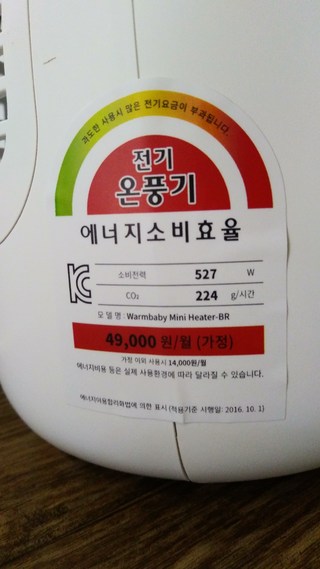 과도한 사용시 많은 전기요금이 부과됩니다.
전기
온풍기
에너지소비효율
소비전력 527 W
CO₂ 224 g/시간
모 델 명 : Warmbaby Mini Heater-BR
49,000 원/월 (가정)
가정 이외 사용시 14,000원/월
에너지비용 등은 실제 사용환경에 따라 달라질 수 있습니다.
에너지이용합리화법에 의한 표시 (적용기준 시행일: 2016. 10. 1)